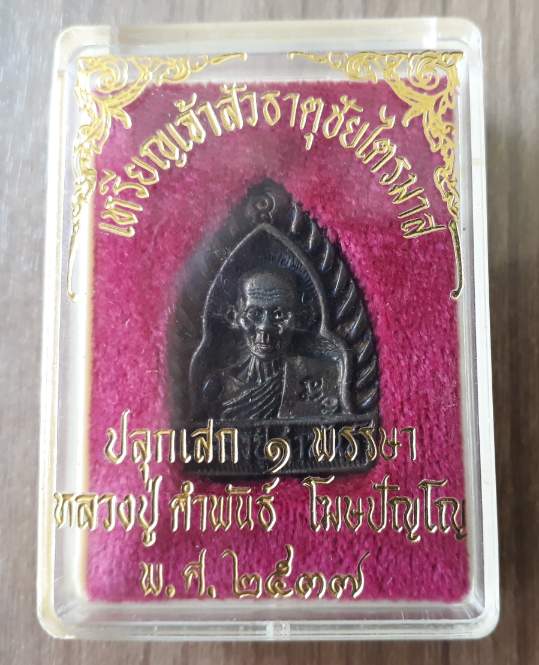 เหรียญเจ้าสัวธาตุชัยไตรมาส
ปลุกเสก ๑ พรรษา
หลวงปู่ คำพันธ์ โฆษปัญโญ
พ.ศ.๒๕๓๗